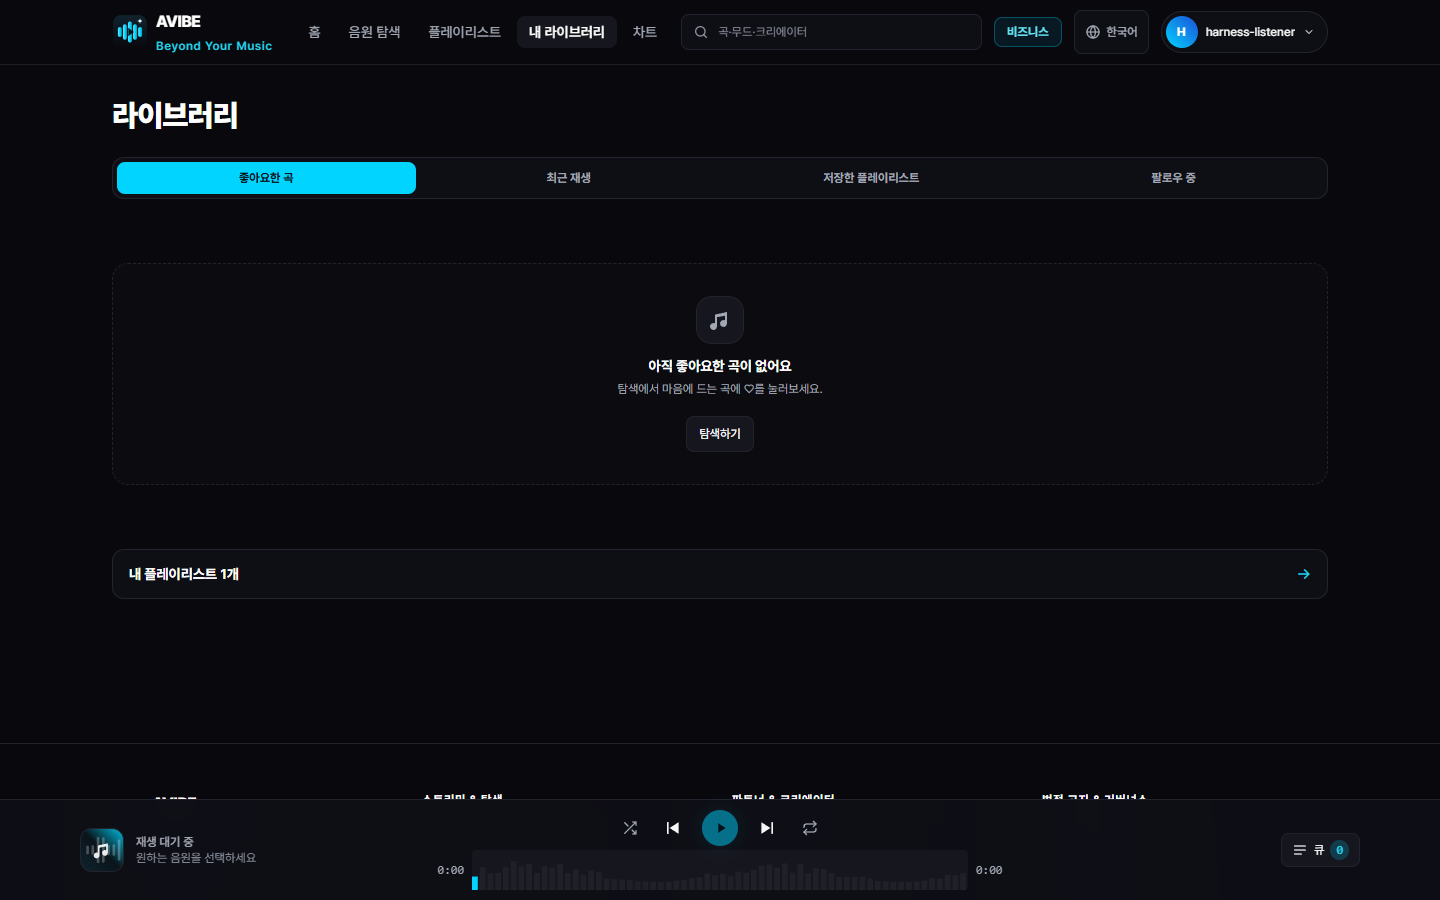 AVIBE
Beyond Your Music
홈
음원 탐색
플레이리스트
내 라이브러리
차트
곡·무드·크리에이터
비즈니스
한국어
H
harness-listener
라이브러리
좋아요한 곡
최근 재생
저장한 플레이리스트
팔로우 중
아직 좋아요한 곡이 없어요
탐색에서 마음에 드는 곡에 ♡를 눌러보세요.
탐색하기
내 플레이리스트 1개
재생 대기 중
원하는 음원을 선택하세요
0:00
0:00
큐 0